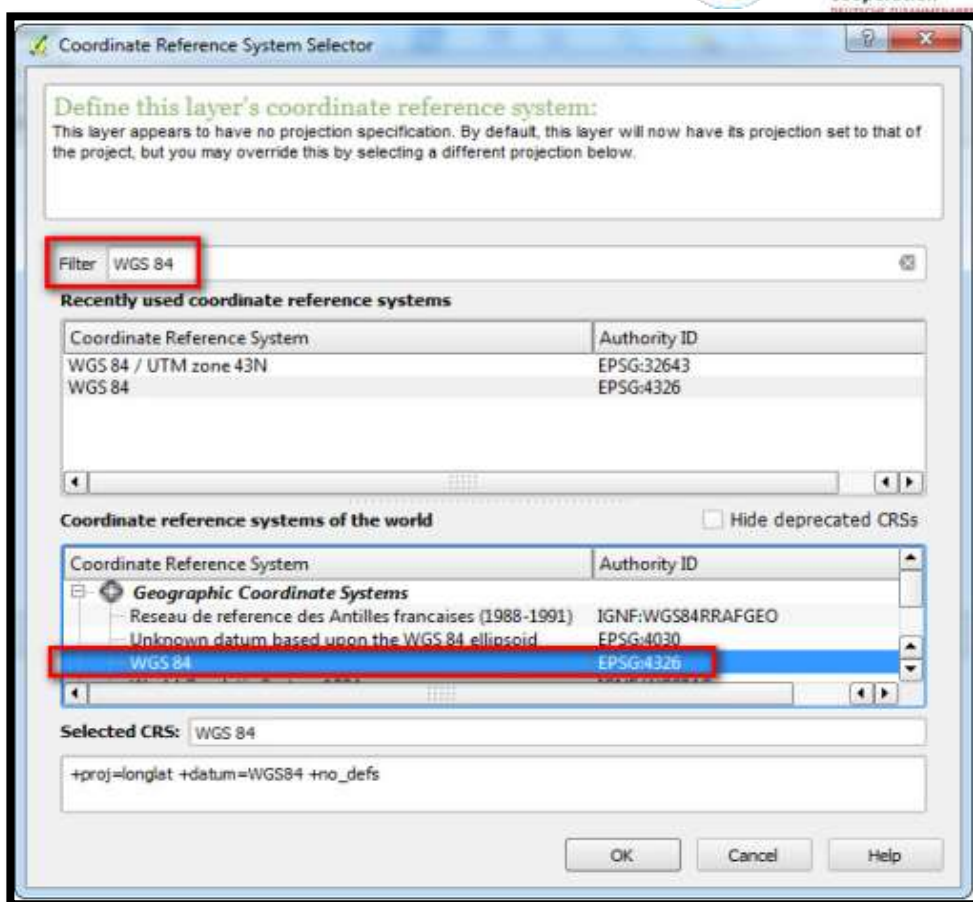 Coordinate Reference System Selector
Define this layer's coordinate reference system:
This layer appears to have no projection specification. By default, this layer will now have its projection set to that of
the project, but you may override this by selecting a different projection below.
Filter WGS 84
Recently used coordinate reference systems
Coordinate Reference System Authority ID
WGS 84 / UTM zone 43N EPSG:32643
WGS 84 EPSG:4326
Coordinate reference systems of the world Hide deprecated CRSs
Coordinate Reference System Authority ID
Geographic Coordinate Systems
Reseau de reference des Antilles francaises (1988-1991) IGNF:WGS84RRAFGEO
Unknown datum based upon the WGS 84 ellipsoid EPSG:4030
WGS 84 EPSG:4326
Selected CRS: WGS 84
+proj=longlat +datum=WGS84 +no_defs
OK Cancel Help